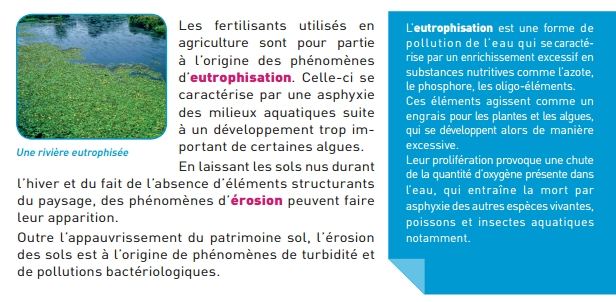 Les fertilisants utilisés en
agriculture sont pour partie
à l'origine des phénomènes
d'eutrophisation. Celle-ci se
caractérise par une asphyxie
des milieux aquatiques suite
à un développement trop im-
portant de certaines algues.
En laissant les sols nus durant
l'hiver et du fait de l'absence d'éléments structurants
du paysage, des phénomènes d'érosion peuvent faire
leur apparition.
Outre l'appauvrissement du patrimoine sol, l'érosion
des sols est à l'origine de phénomènes de turbidité et
de pollutions bactériologiques.
Une rivière eutrophisée
L'eutrophisation est une forme de
pollution de l'eau qui se caracté-
rise par un enrichissement excessif en
substances nutritives comme l'azote,
le phosphore, les oligo-éléments.
Ces éléments agissent comme un
engrais pour les plantes et les algues,
qui se développent alors de manière
excessive.
Leur prolifération provoque une chute
de la quantité d'oxygène présente dans
l'eau, qui entraîne la mort par
asphyxie des autres espèces vivantes,
poissons et insectes aquatiques
notamment.